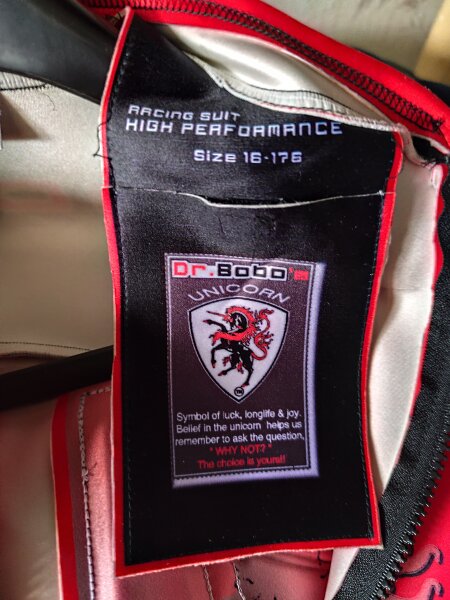 RACING SUIT
HIGH PERFORMANCE
Size 16-176
Dr.Bobo's
UNICORN
Symbol of luck, longlife & joy.
Belief in the unicorn helps us
remember to ask the question,
"WHY NOT?"
The choice is yours!!